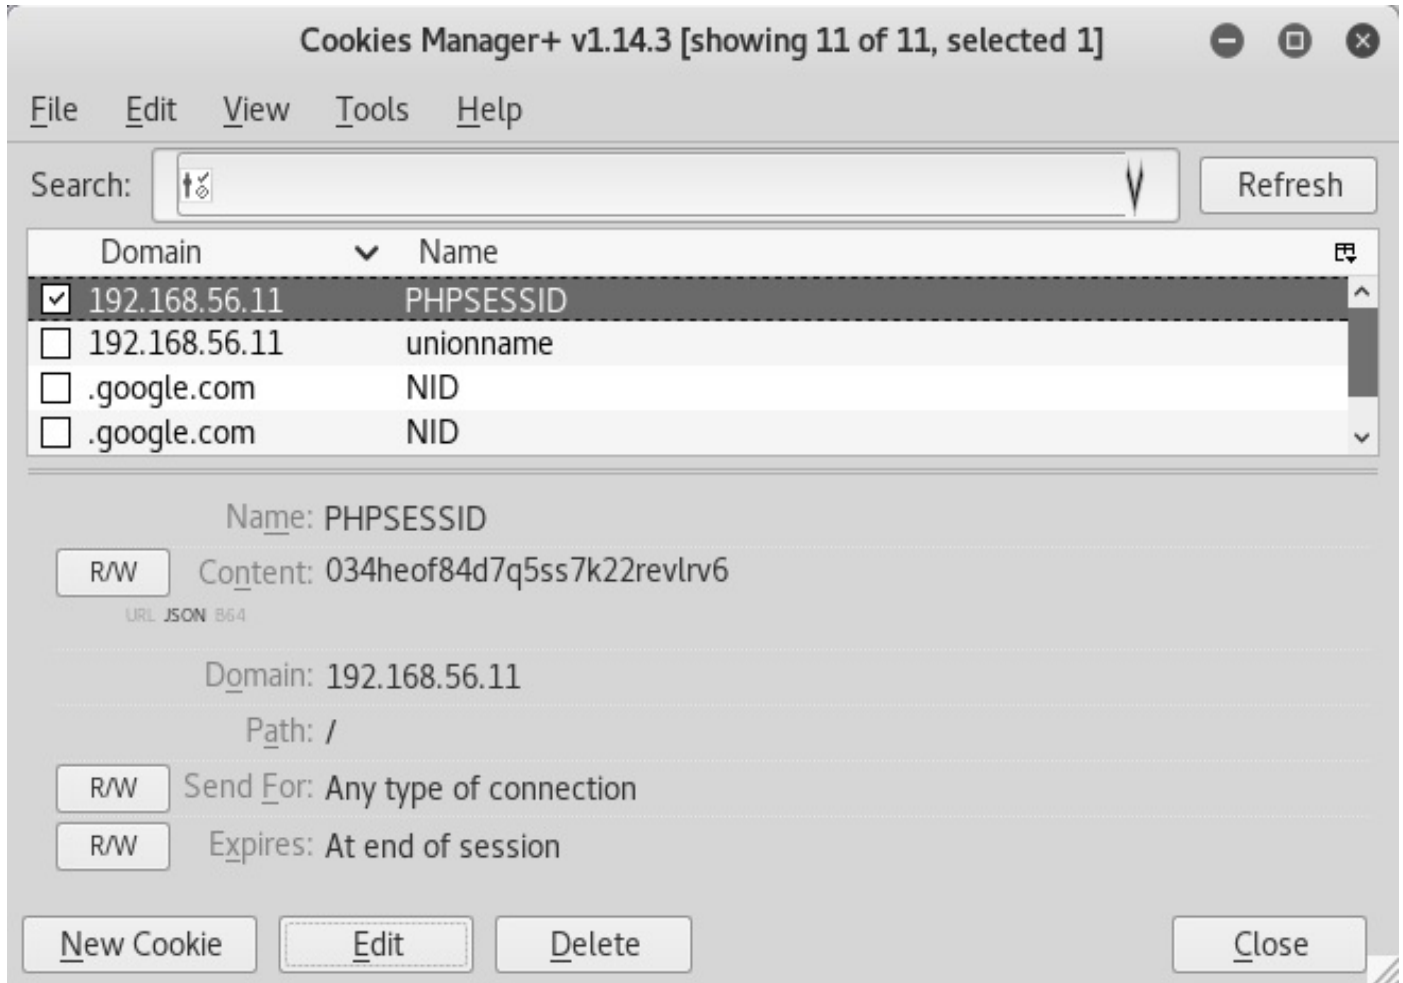 Cookies Manager+ v1.14.3 [showing 11 of 11, selected 1]
File Edit View Tools Help
Search: Refresh
Domain Name
192.168.56.11 PHPSESSID
192.168.56.11 unionname
.google.com NID
.google.com NID
Name: PHPSESSID
R/W Content: 034heof84d7q5ss7k22revlrv6
URL JSON B64
Domain: 192.168.56.11
Path: /
R/W Send For: Any type of connection
R/W Expires: At end of session
New Cookie Edit Delete Close